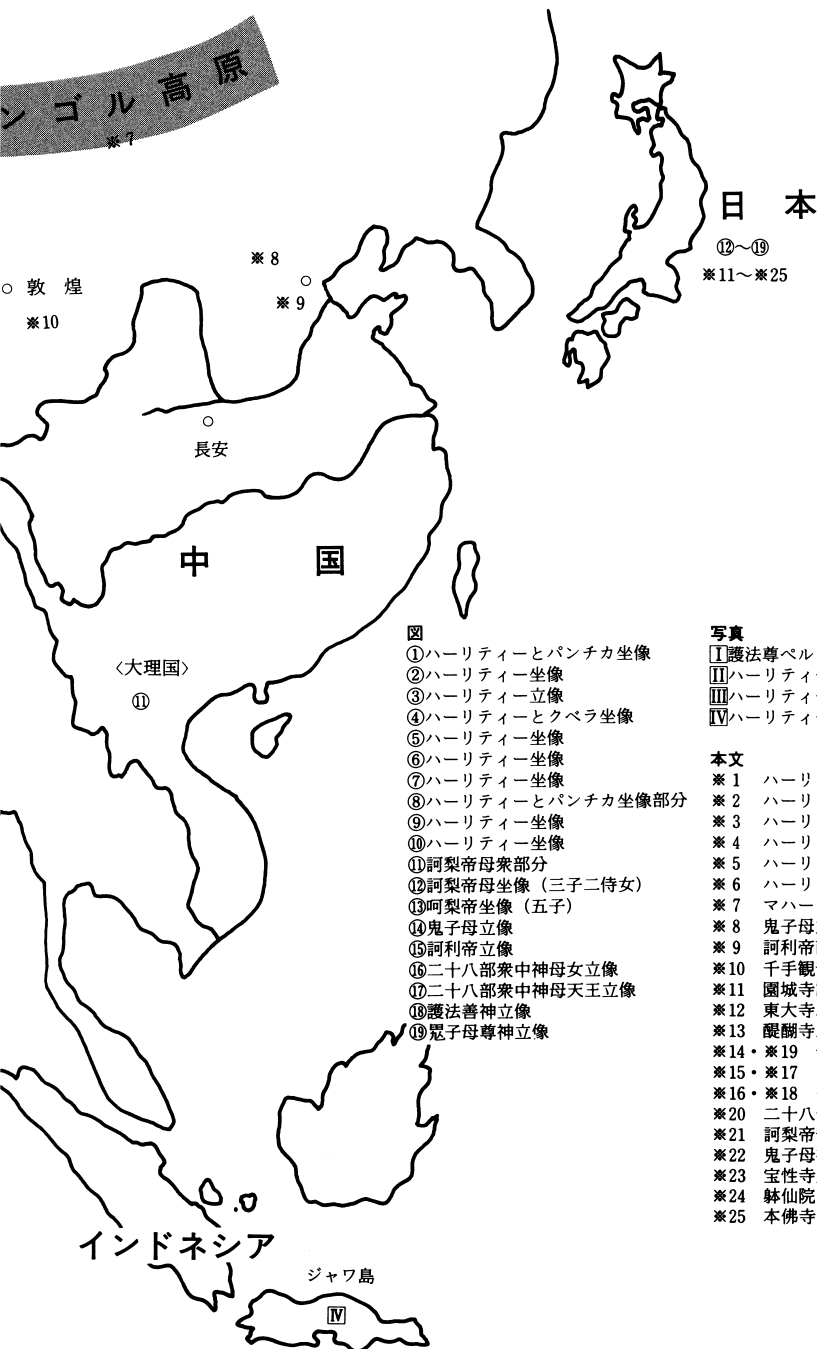 ンゴル高原
※7
日本
⑫〜⑲
※11〜※25
※8
※9
敦煌
※10
長安
中国
〈大理国〉
⑪
図
①ハーリティーとパンチカ坐像
②ハーリティー坐像
③ハーリティー立像
④ハーリティーとクベラ坐像
⑤ハーリティー坐像
⑥ハーリティー坐像
⑦ハーリティー坐像
⑧ハーリティーとパンチカ坐像部分
⑨ハーリティー坐像
⑩ハーリティー坐像
⑪訶梨帝母衆部分
⑫訶梨帝母坐像（三子二侍女）
⑬呵梨帝坐像（五子）
⑭鬼子母立像
⑮訶利帝立像
⑯二十八部衆中神母女立像
⑰二十八部衆中神母天王立像
⑱護法善神立像
⑲鬼子母尊神立像
写真
Ⅰ護法尊ペル
Ⅱハーリティ
Ⅲハーリティ
Ⅳハーリティ
本文
※1 ハーリ
※2 ハーリ
※3 ハーリ
※4 ハーリ
※5 ハーリ
※6 ハーリ
※7 マハー
※8 鬼子母
※9 訶利帝
※10 千手観
※11 園城寺
※12 東大寺
※13 醍醐寺
※14・※19
※15・※17
※16・※18
※20 二十八
※21 訶梨帝
※22 鬼子母
※23 宝性寺
※24 躰仙院
※25 本佛寺
インドネシア
ジャワ島
Ⅳ